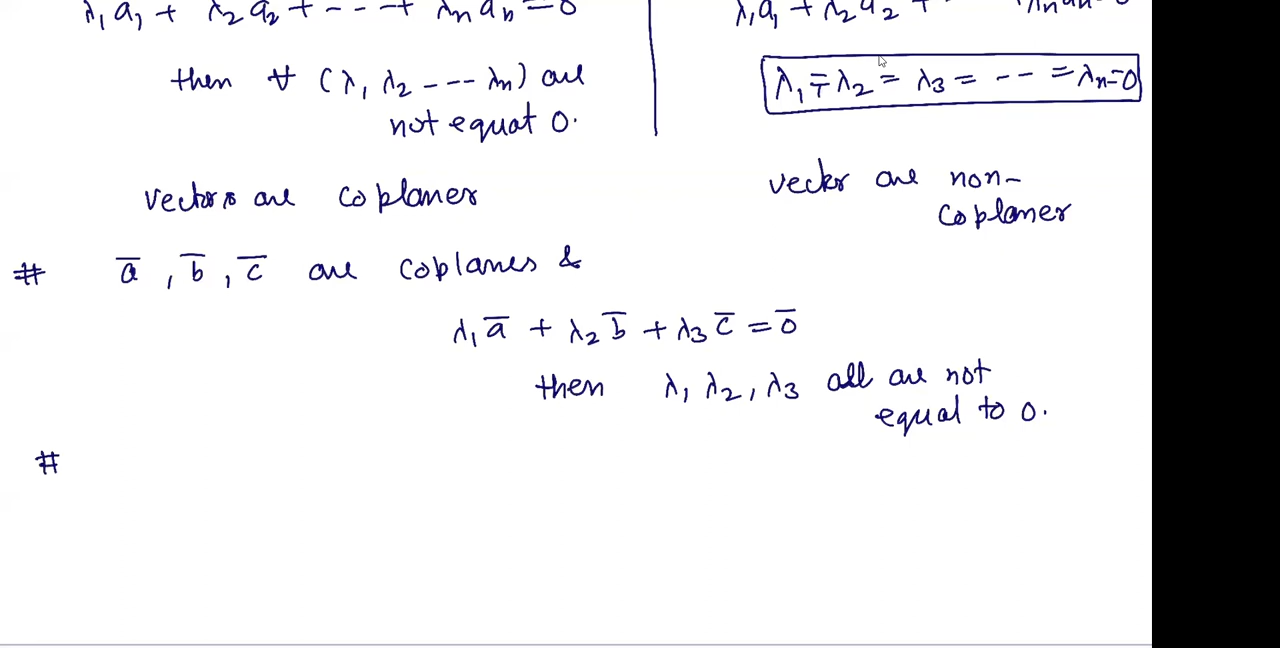 λ₁a₁ + λ₂a₂ + - - - + λₙaₙ = 0
then ∀ (λ₁ λ₂ - - -- λₙ) are
not equat 0.
vectors are coplaner
λ₁a₁ + λ₂a₂ +
λ₁ = λ₂ = λ₃ = - - = λₙ = 0
vector are non-
coplaner
# a̅ , b̅ , c̅ are coplanes &
λ₁a̅ + λ₂b̅ + λ₃c̅ = 0̅
then λ₁ λ₂ , λ₃ all are not
equal to 0.
#